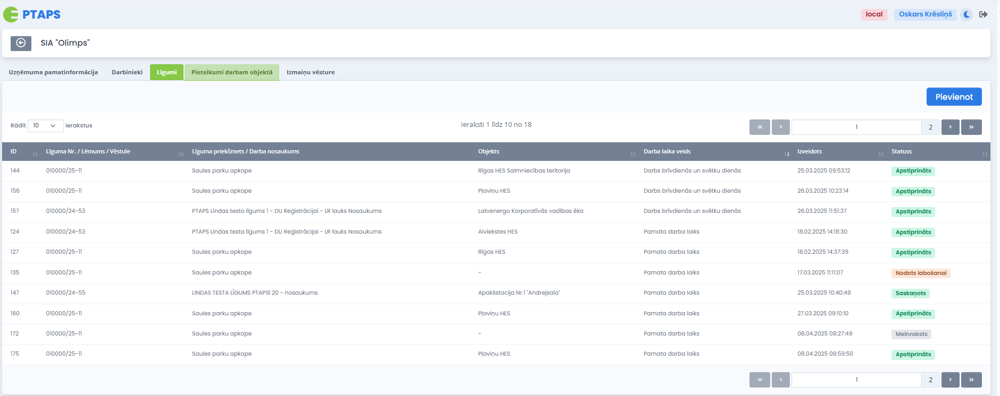 PTAPS
local Oskars Krēsliņš
SIA "Olimps"
Uzņēmuma pamatinformācija Darbinieki Līgumi Pieteikumi darbam objektā Izmaiņu vēsture
Pievienot
Rādīt 10 ierakstus Ieraksti 1 līdz 10 no 18 « ‹ 1 2 › »
ID Līguma Nr. / Lēmums / Vēstule Līguma priekšmets / Darba nosaukums Objekts Darba laika veids Izveidots Statuss
144 010000/25-11 Saules parku apkope Rīgas HES Saimniecības teritorija Darbs brīvdienās un svētku dienās 25.03.2025 09:53:12 Apstiprināts
156 010000/25-11 Saules parku apkope Pļaviņu HES Darbs brīvdienās un svētku dienās 26.03.2025 10:23:14 Apstiprināts
157 010000/24-53 PTAPS Lindas testa līgums 1 - DU Reģistrācijai - LR lauks Nosaukums Latvenergo Korporatīvās vadības ēka Darbs brīvdienās un svētku dienās 26.03.2025 11:51:37 Apstiprināts
124 010000/24-53 PTAPS Lindas testa līgums 1 - DU Reģistrācijai - LR lauks Nosaukums Aiviekstes HES Pamata darba laiks 18.02.2025 14:18:30 Apstiprināts
127 010000/25-11 Saules parku apkope Rīgas HES Pamata darba laiks 18.02.2025 14:37:39 Apstiprināts
135 010000/25-11 Saules parku apkope - Pamata darba laiks 17.03.2025 11:11:07 Nodots labošanai
147 010000/24-55 LINDAS TESTA LĪGUMS PTAPSī 20 - nosaukums Apakšstacija Nr.1 "Andrejsala" Pamata darba laiks 25.03.2025 10:40:49 Saskaņots
160 010000/25-11 Saules parku apkope Pļaviņu HES Pamata darba laiks 27.03.2025 09:10:10 Apstiprināts
172 010000/25-11 Saules parku apkope - Pamata darba laiks 08.04.2025 08:27:49 Melnraksts
175 010000/25-11 Saules parku apkope Pļaviņu HES Pamata darba laiks 08.04.2025 08:59:50 Apstiprināts
« ‹ 1 2 › »